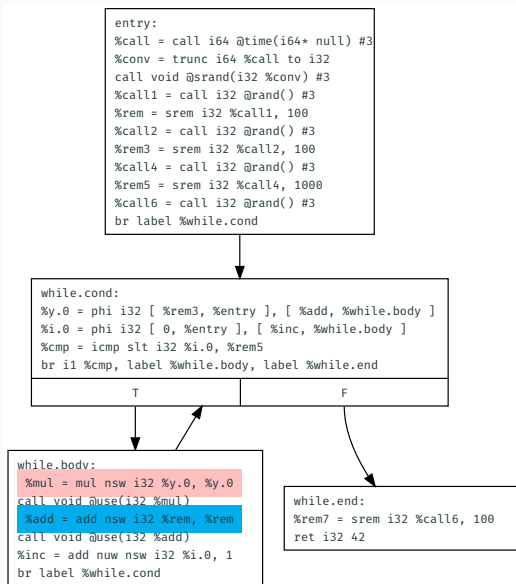 entry:
%call = call i64 @time(i64* null) #3
%conv = trunc i64 %call to i32
call void @srand(i32 %conv) #3
%call1 = call i32 @rand() #3
%rem = srem i32 %call1, 100
%call2 = call i32 @rand() #3
%rem3 = srem i32 %call2, 100
%call4 = call i32 @rand() #3
%rem5 = srem i32 %call4, 1000
%call6 = call i32 @rand() #3
br label %while.cond
while.cond:
%y.0 = phi i32 [ %rem3, %entry ], [ %add, %while.body ]
%i.0 = phi i32 [ 0, %entry ], [ %inc, %while.body ]
%cmp = icmp slt i32 %i.0, %rem5
br i1 %cmp, label %while.body, label %while.end
T F
while.body:
%mul = mul nsw i32 %y.0, %y.0
call void @use(i32 %mul)
%add = add nsw i32 %rem, %rem
call void @use(i32 %add)
%inc = add nuw nsw i32 %i.0, 1
br label %while.cond
while.end:
%rem7 = srem i32 %call6, 100
ret i32 42